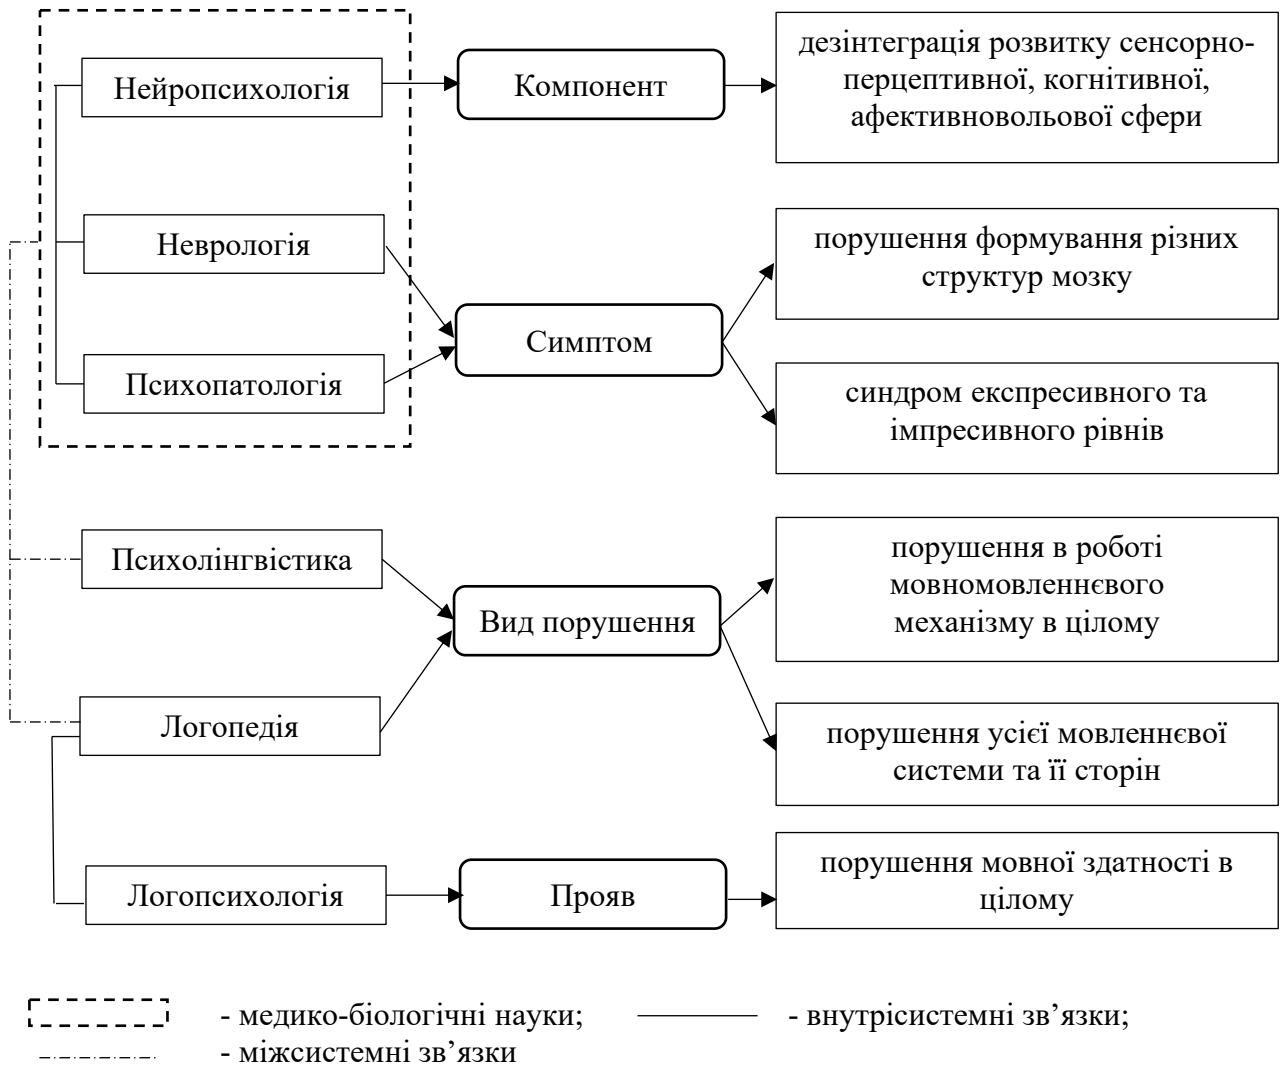 Нейропсихологія
Компонент
дезінтеграція розвитку сенсорно-
перцептивної, когнітивної,
афективновольової сфери
Неврологія
порушення формування різних
структур мозку
Симптом
Психопатологія
синдром експресивного та
імпресивного рівнів
Психолінгвістика
порушення в роботі
мовномовленнєвого
механізму в цілому
Вид порушення
Логопедія
порушення усієї мовленнєвої
системи та її сторін
Логопсихологія
Прояв
порушення мовної здатності в
цілому
- медико-біологічні науки;
- внутрісистемні зв’язки;
- міжсистемні зв’язки